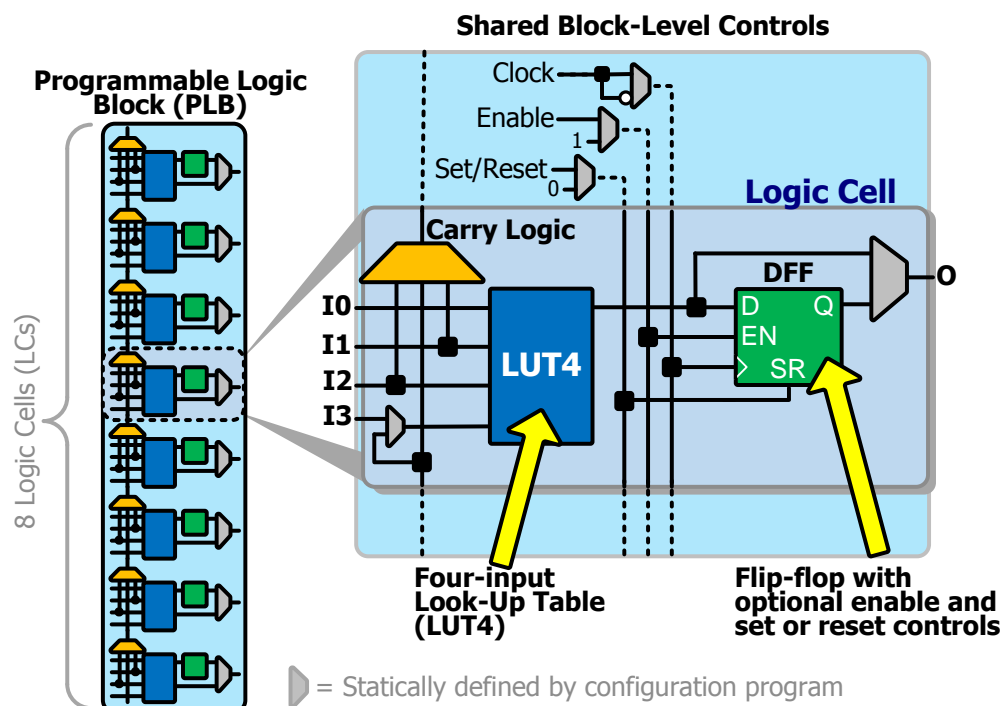 Shared Block-Level Controls
Programmable Logic
Block (PLB)
Clock
Enable
1
Set/Reset
0
Logic Cell
Carry Logic
DFF
I0
I1
I2
I3
LUT4
D
Q
EN
SR
O
8 Logic Cells (LCs)
Four-input
Look-Up Table
(LUT4)
Flip-flop with
optional enable and
set or reset controls
= Statically defined by configuration program